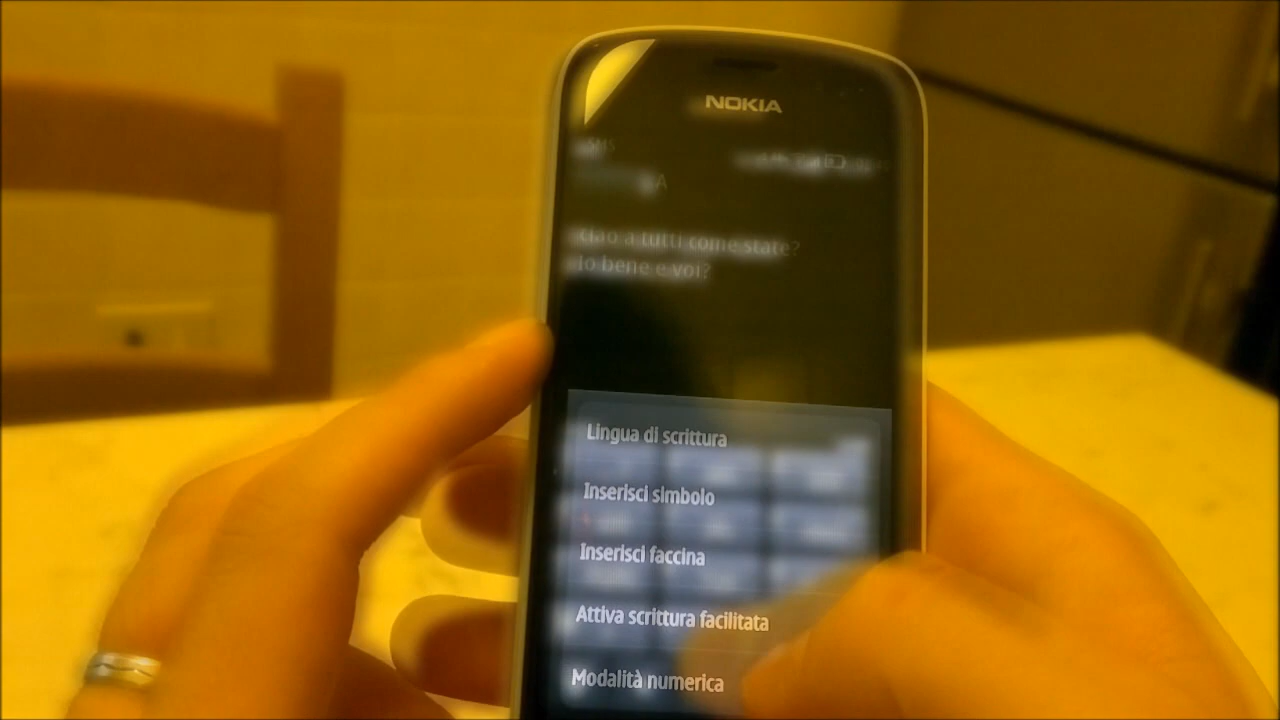 NOKIA
SMS
ciao a tutti come state?
Io bene e voi?
Lingua di scrittura
Inserisci simbolo
Inserisci faccina
Attiva scrittura facilitata
Modalità numerica